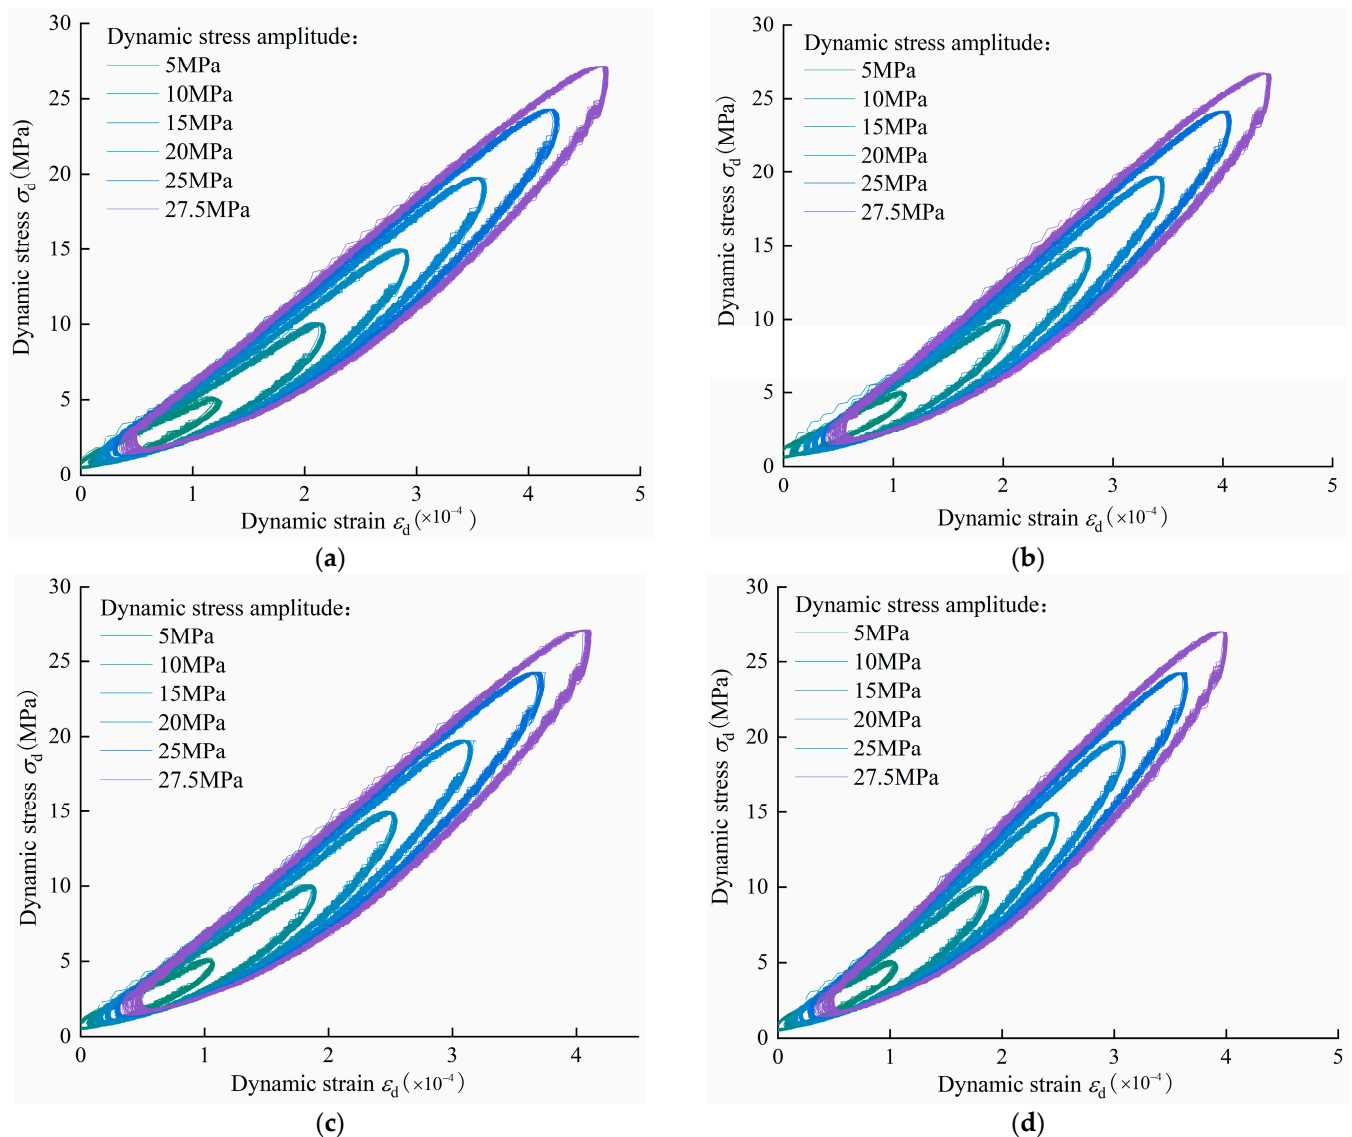 30
25
20
15
10
5
0
Dynamic stress σd (MPa)
Dynamic stress amplitude:
5MPa
10MPa
15MPa
20MPa
25MPa
27.5MPa
0 1 2 3 4 5
Dynamic strain εd (×10⁻⁴)
(a)
30
25
20
15
10
5
0
Dynamic stress σd (MPa)
Dynamic stress amplitude:
5MPa
10MPa
15MPa
20MPa
25MPa
27.5MPa
0 1 2 3 4 5
Dynamic strain εd (×10⁻⁴)
(b)
30
25
20
15
10
5
0
Dynamic stress σd (MPa)
Dynamic stress amplitude:
5MPa
10MPa
15MPa
20MPa
25MPa
27.5MPa
0 1 2 3 4
Dynamic strain εd (×10⁻⁴)
(c)
30
25
20
15
10
5
0
Dynamic stress σd (MPa)
Dynamic stress amplitude:
5MPa
10MPa
15MPa
20MPa
25MPa
27.5MPa
0 1 2 3 4 5
Dynamic strain εd (×10⁻⁴)
(d)